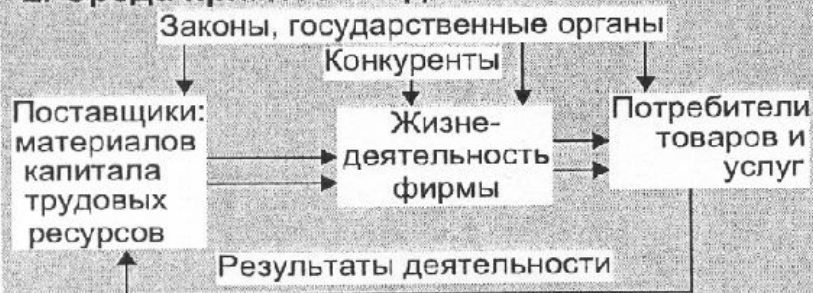 Законы, государственные органы
Конкуренты
Поставщики:
материалов
капитала
трудовых
ресурсов
Жизне-
деятельность
фирмы
Потребители
товаров и
услуг
Результаты деятельности